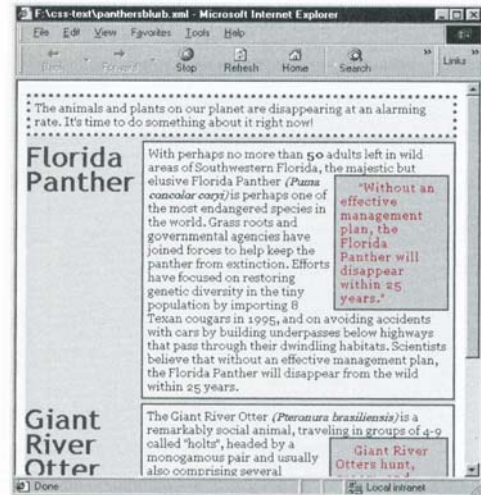 F:\css-text\panthersblurb.xml - Microsoft Internet Explorer
File Edit View Favorites Tools Help
Back Forward Stop Refresh Home Search » Links »
The animals and plants on our planet are disappearing at an alarming
rate. It's time to do something about it right now!
Florida
Panther
With perhaps no more than 50 adults left in wild
areas of Southwestern Florida, the majestic but
elusive Florida Panther (Puma
concolor coryi) is perhaps one of
the most endangered species in
the world. Grass roots and
governmental agencies have
joined forces to help keep the
panther from extinction. Efforts
have focused on restoring
genetic diversity in the tiny
population by importing 8
Texan cougars in 1995, and on avoiding accidents
with cars by building underpasses below highways
that pass through their dwindling habitats. Scientists
believe that without an effective management plan,
the Florida Panther will disappear from the wild
within 25 years.
"Without an
effective
management
plan, the
Florida
Panther will
disappear
within 25
years."
Giant
River
Otter
The Giant River Otter (Pteronura brasiliensis) is a
remarkably social animal, traveling in groups of 4-9
called "holts", headed by a
monogamous pair and usually
also comprising several
Giant River
Otters hunt,
Done
Local intranet